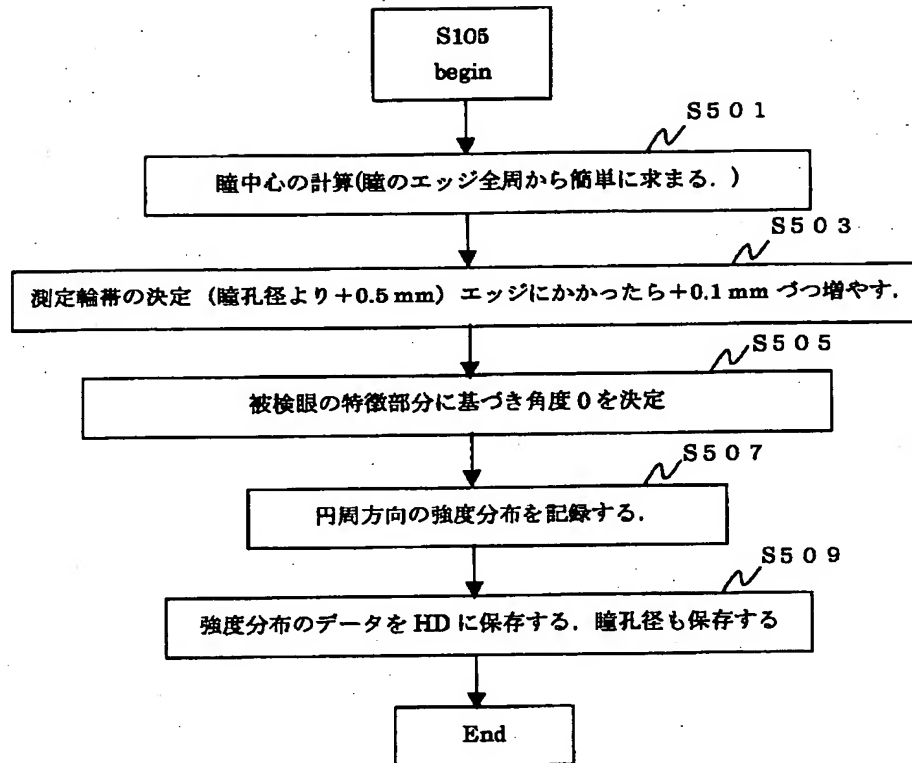 S105
begin
S501
瞳中心の計算(瞳のエッジ全周から簡単に求まる．)
S503
測定輪帯の決定（瞳孔径より＋0.5 mm）エッジにかかったら＋0.1 mm づつ増やす．
S505
被検眼の特徴部分に基づき角度 0 を決定
S507
円周方向の強度分布を記録する．
S509
強度分布のデータを HD に保存する．瞳孔径も保存する
End